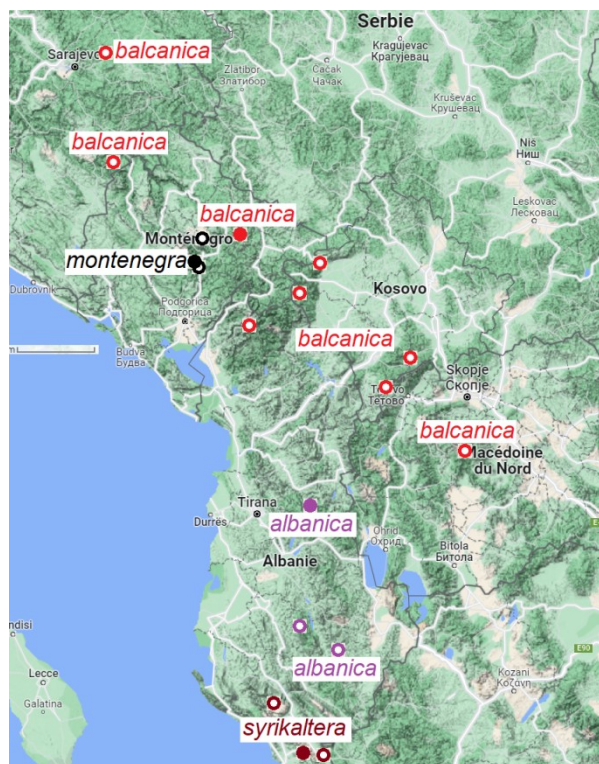 Serbie
Kragujevac
Крагујевац
Sarajevo
balcanica
Zlatibor
Златибор
Čačak
Чачак
Kruševac
Крушевац
Niš
Ниш
balcanica
Leskovac
Лесковац
balcanica
Monténégro
montenegra
Kosovo
Dubrovnik
Podgorica
Подгорица
balcanica
Budva
Будва
Skopje
Скопје
Tetovo
Тетово
balcanica
Macédoine
du Nord
Tirana
Durrës
albanica
Ohrid
Охрид
Bitola
Битола
Albanie
ndisi
E90
albanica
Kozani
Κοζάνη
Lecce
Galatina
syrikaltera